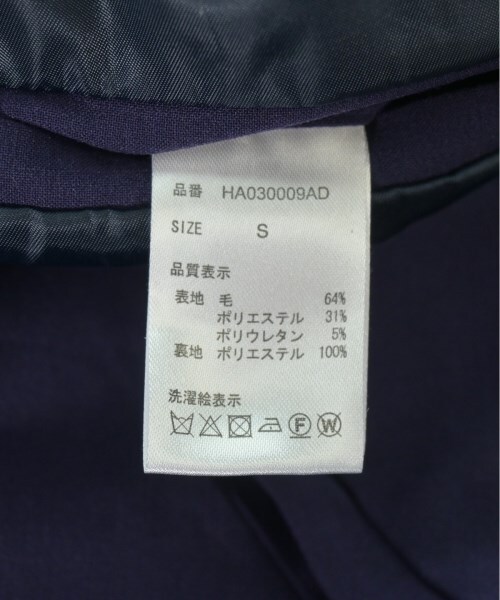 品番 HA030009AD
SIZE S
品質表示
表地 毛 64%
ポリエステル 31%
ポリウレタン 5%
裏地 ポリエステル 100%
洗濯絵表示
F W